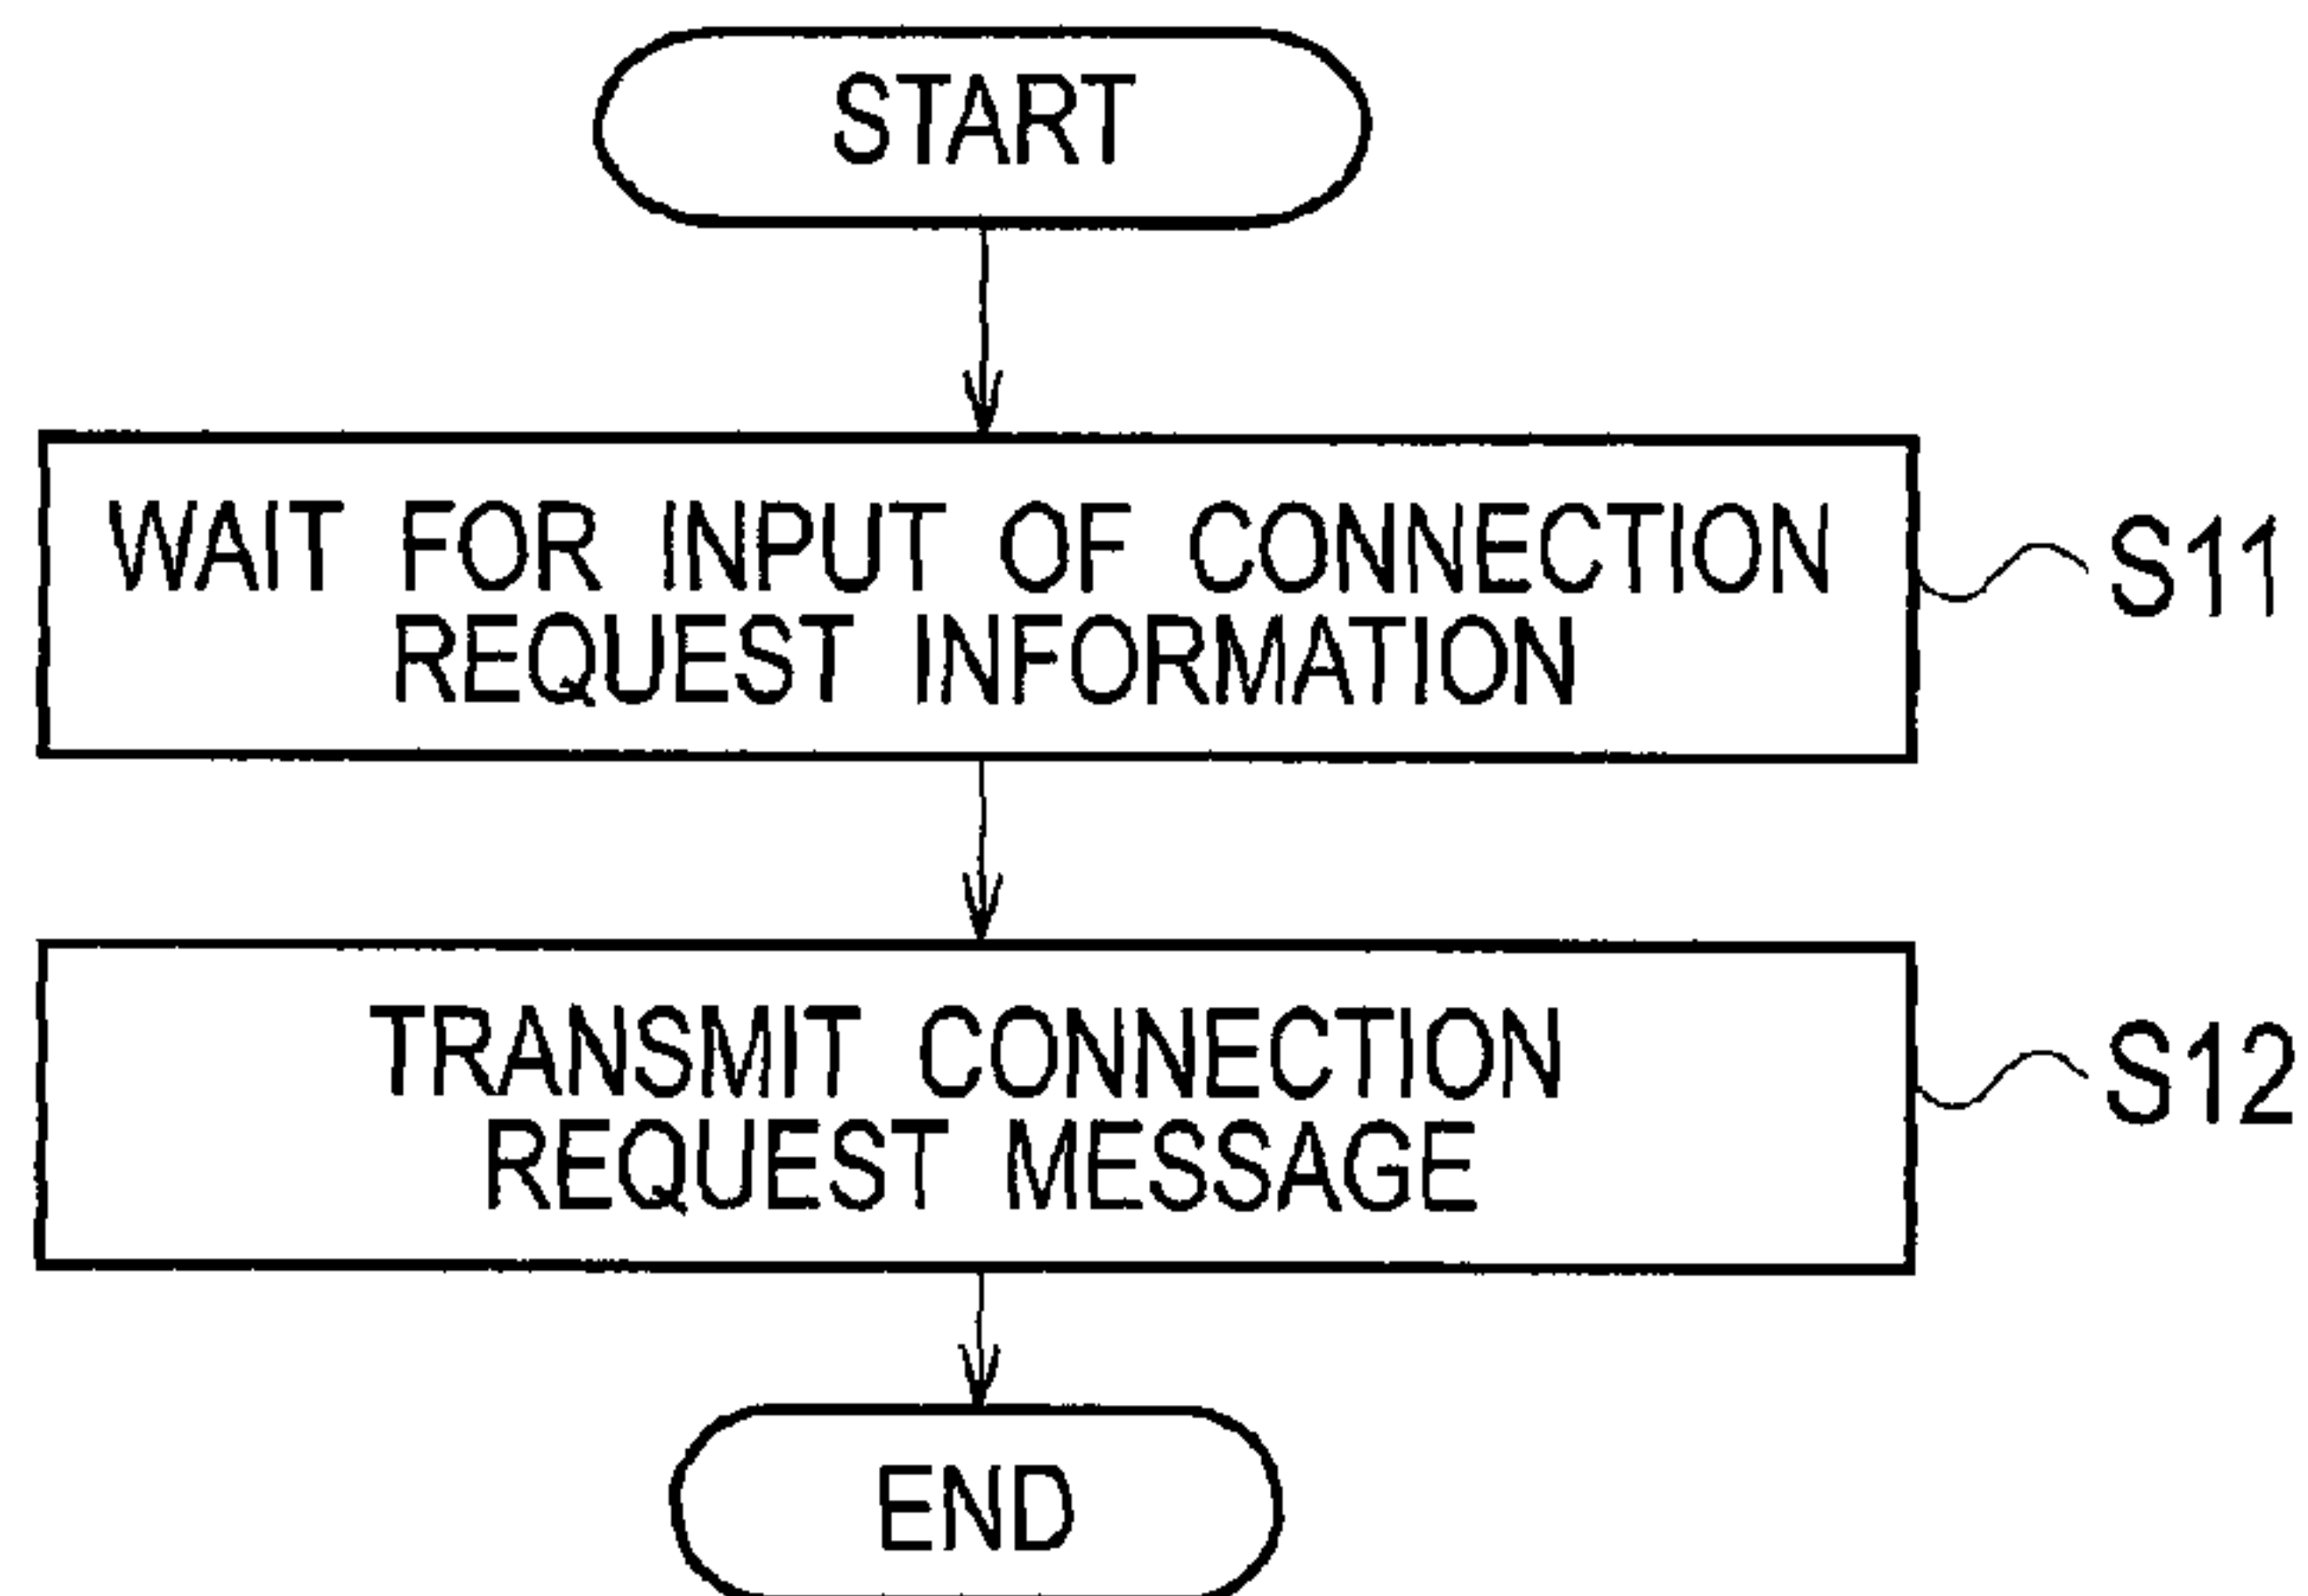 START
WAIT FOR INPUT OF CONNECTION
REQUEST INFORMATION
S11
TRANSMIT CONNECTION
REQUEST MESSAGE
S12
END